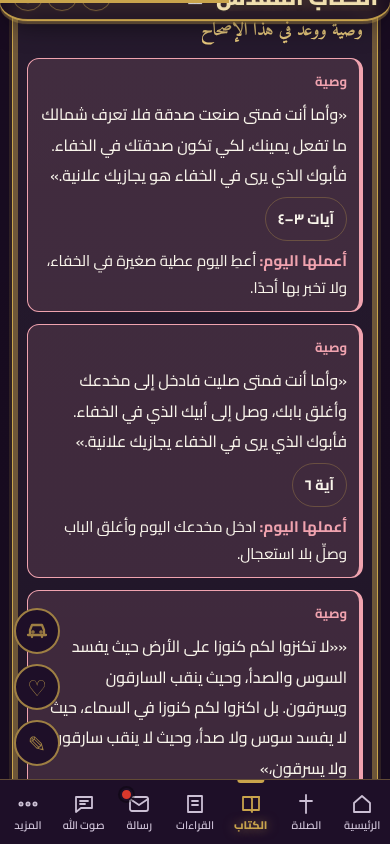 وصية ووعد في هذا الإصحاح
وصية
«وأما أنت فمتى صنعت صدقة فلا تعرف شمالك
ما تفعل يمينك، لكي تكون صدقتك في الخفاء.
فأبوك الذي يرى في الخفاء هو يجازيك علانية.»
آيات ٣–٤
أعملها اليوم: أعطِ اليوم عطية صغيرة في الخفاء،
ولا تخبر بها أحدًا.
وصية
«وأما أنت فمتى صليت فادخل إلى مخدعك
وأغلق بابك، وصل إلى أبيك الذي في الخفاء.
فأبوك الذي يرى في الخفاء يجازيك علانية.»
آية ٦
أعملها اليوم: ادخل مخدعك اليوم وأغلق الباب
وصلِّ بلا استعجال.
وصية
«»لا تكنزوا لكم كنوزا على الأرض حيث يفسد
السوس والصدأ، وحيث ينقب السارقون
ويسرقون. بل اكنزوا لكم كنوزا في السماء، حيث
لا يفسد سوس ولا صدأ، وحيث لا ينقب سارقون
ولا يسرقون،»
الرئيسية
الصلاة
الكتاب
القراءات
رسالة
صوت الله
المزيد